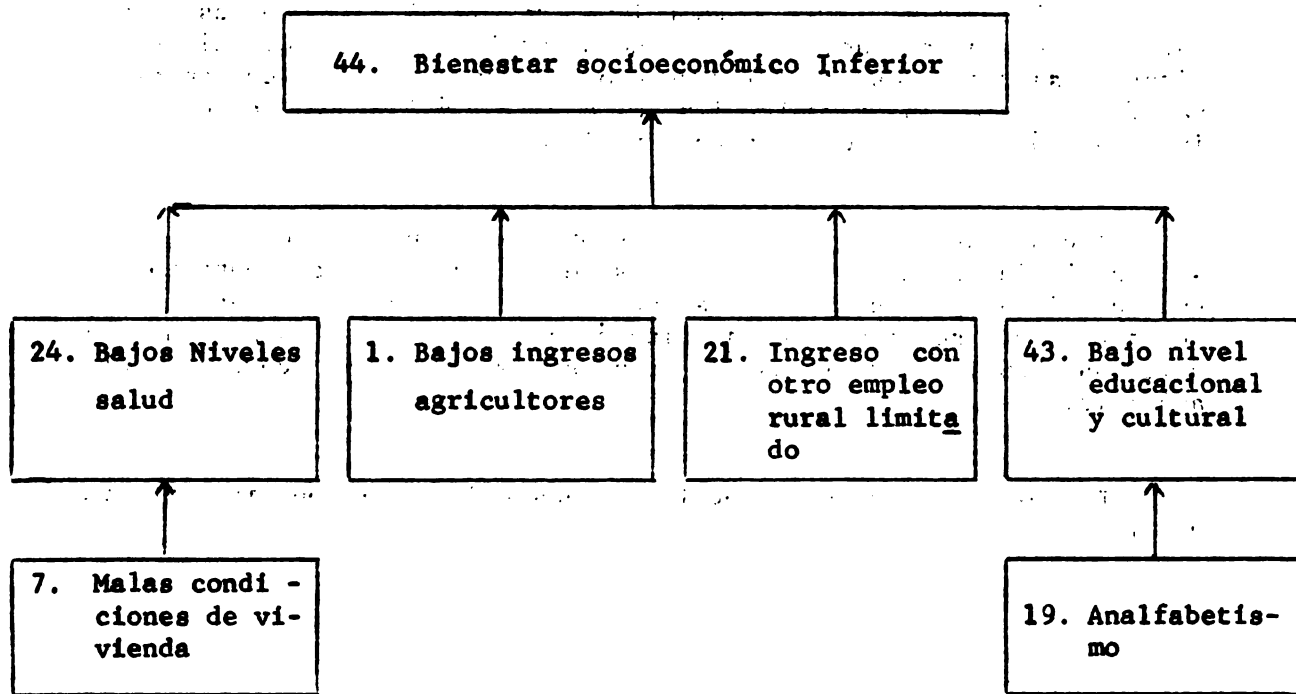 44. Bienestar socioeconómico Inferior
24. Bajos Niveles
salud
1. Bajos ingresos
agricultores
21. Ingreso con
otro empleo
rural limita
do
43. Bajo nivel
educacional
y cultural
7. Malas condi -
ciones de vi-
vienda
19. Analfabetis-
mo